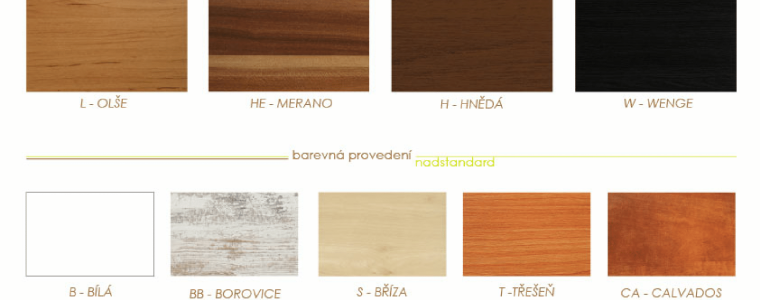 L - OLŠE
HE - MERANO
H - HNĚDÁ
W - WENGE
barevná provedení
nadstandard
B - BÍLÁ
BB - BOROVICE
S - BŘÍZA
T -TŘEŠEŇ
CA - CALVADOS